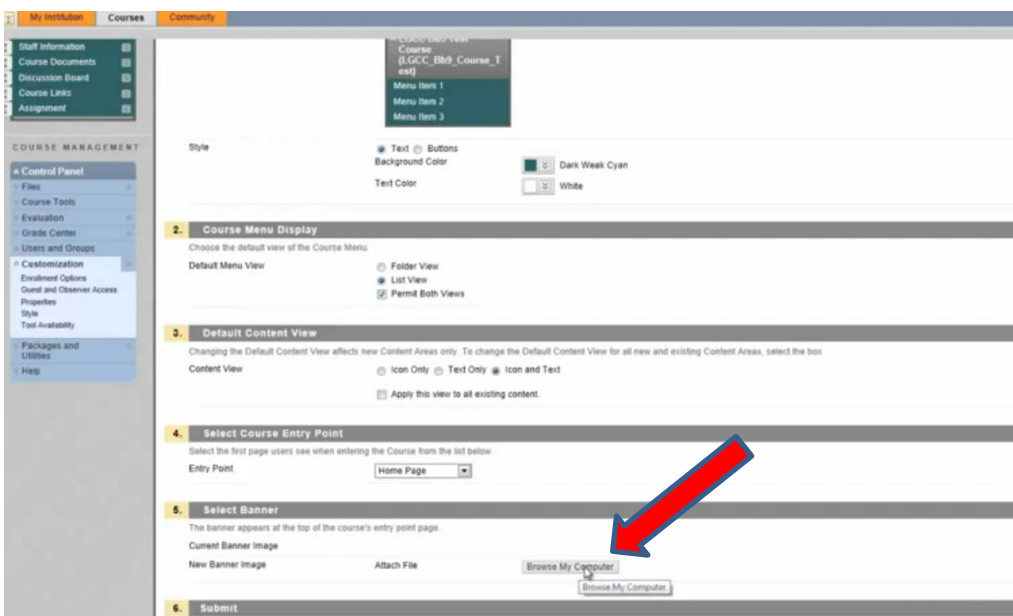 My Institution Courses Community
Staff Information
Course Documents
Discussion Board
Course Links
Assignment
COURSE MANAGEMENT
Control Panel
Files
Course Tools
Evaluation
Grade Center
Users and Groups
Customization
Enrollment Options
Guest and Observer Access
Properties
Style
Tool Availability
Packages and
Utilities
Help
LGCC Bb9 Test
Course
(LGCC_Bb9_Course_T
est)
Menu Item 1
Menu Item 2
Menu Item 3
Style Text Buttons
Background Color Dark Weak Cyan
Text Color White
2. Course Menu Display
Choose the default view of the Course Menu.
Default Menu View Folder View
List View
Permit Both Views
3. Default Content View
Changing the Default Content View affects new Content Areas only. To change the Default Content View for all new and existing Content Areas, select the box.
Content View Icon Only Text Only Icon and Text
Apply this view to all existing content.
4. Select Course Entry Point
Select the first page users see when entering the Course from the list below.
Entry Point Home Page
5. Select Banner
The banner appears at the top of the course's entry point page.
Current Banner Image
New Banner Image Attach File Browse My Computer
Browse My Computer
6. Submit